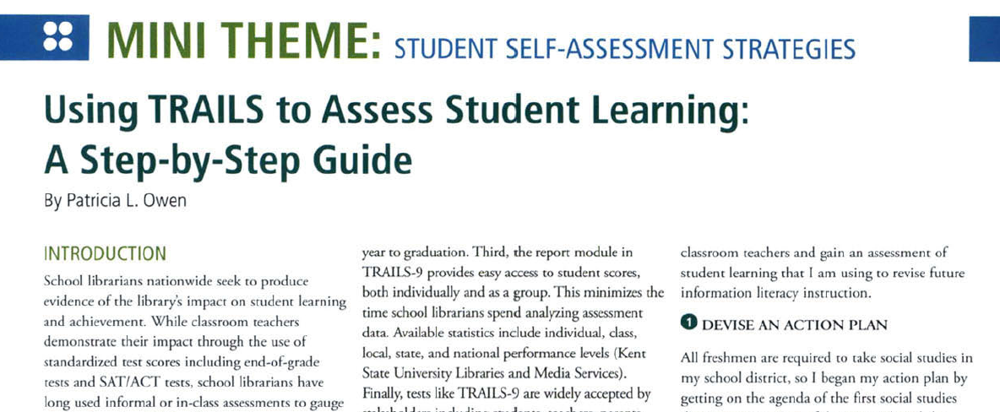 MINI THEME: STUDENT SELF-ASSESSMENT STRATEGIES
Using TRAILS to Assess Student Learning:
A Step-by-Step Guide
By Patricia L. Owen
INTRODUCTION
School librarians nationwide seek to produce
evidence of the library's impact on student learning
and achievement. While classroom teachers
demonstrate their impact through the use of
standardized test scores including end-of-grade
tests and SAT/ACT tests, school librarians have
long used informal or in-class assessments to gauge
year to graduation. Third, the report module in
TRAILS-9 provides easy access to student scores,
both individually and as a group. This minimizes the
time school librarians spend analyzing assessment
data. Available statistics include individual, class,
local, state, and national performance levels (Kent
State University Libraries and Media Services).
Finally, tests like TRAILS-9 are widely accepted by
classroom teachers and gain an assessment of
student learning that I am using to revise future
information literacy instruction.
1 DEVISE AN ACTION PLAN
All freshmen are required to take social studies in
my school district, so I began my action plan by
getting on the agenda of the first social studies